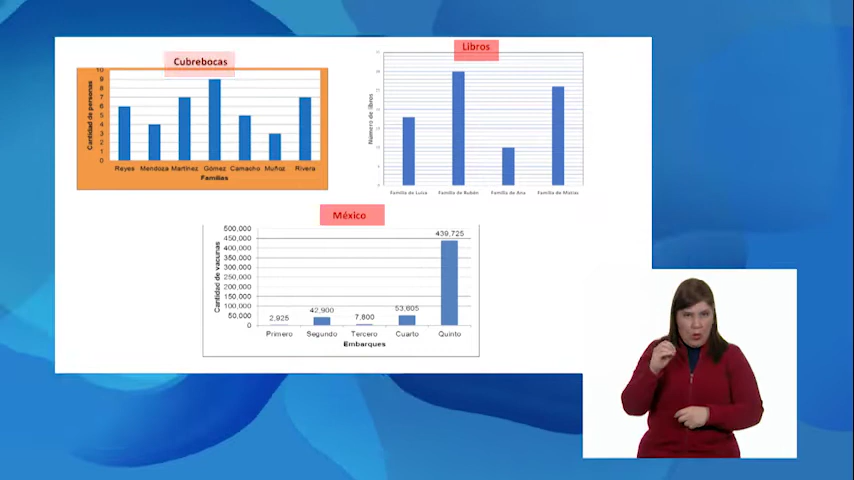 Cubrebocas
Cantidad de personas
10
9
8
7
6
5
4
3
2
1
0
Reyes Mendoza Martínez Gómez Camacho Muñoz Rivera
Familias
Libros
Número de libros
Familia de Luisa Familia de Rubén Familia de Ana Familia de Matías
México
Cantidad de vacunas
500,000
450,000
400,000
350,000
300,000
250,000
200,000
150,000
100,000
50,000
0
2,925 42,900 7,800 53,805 439,725
Primero Segundo Tercero Cuarto Quinto
Embarques